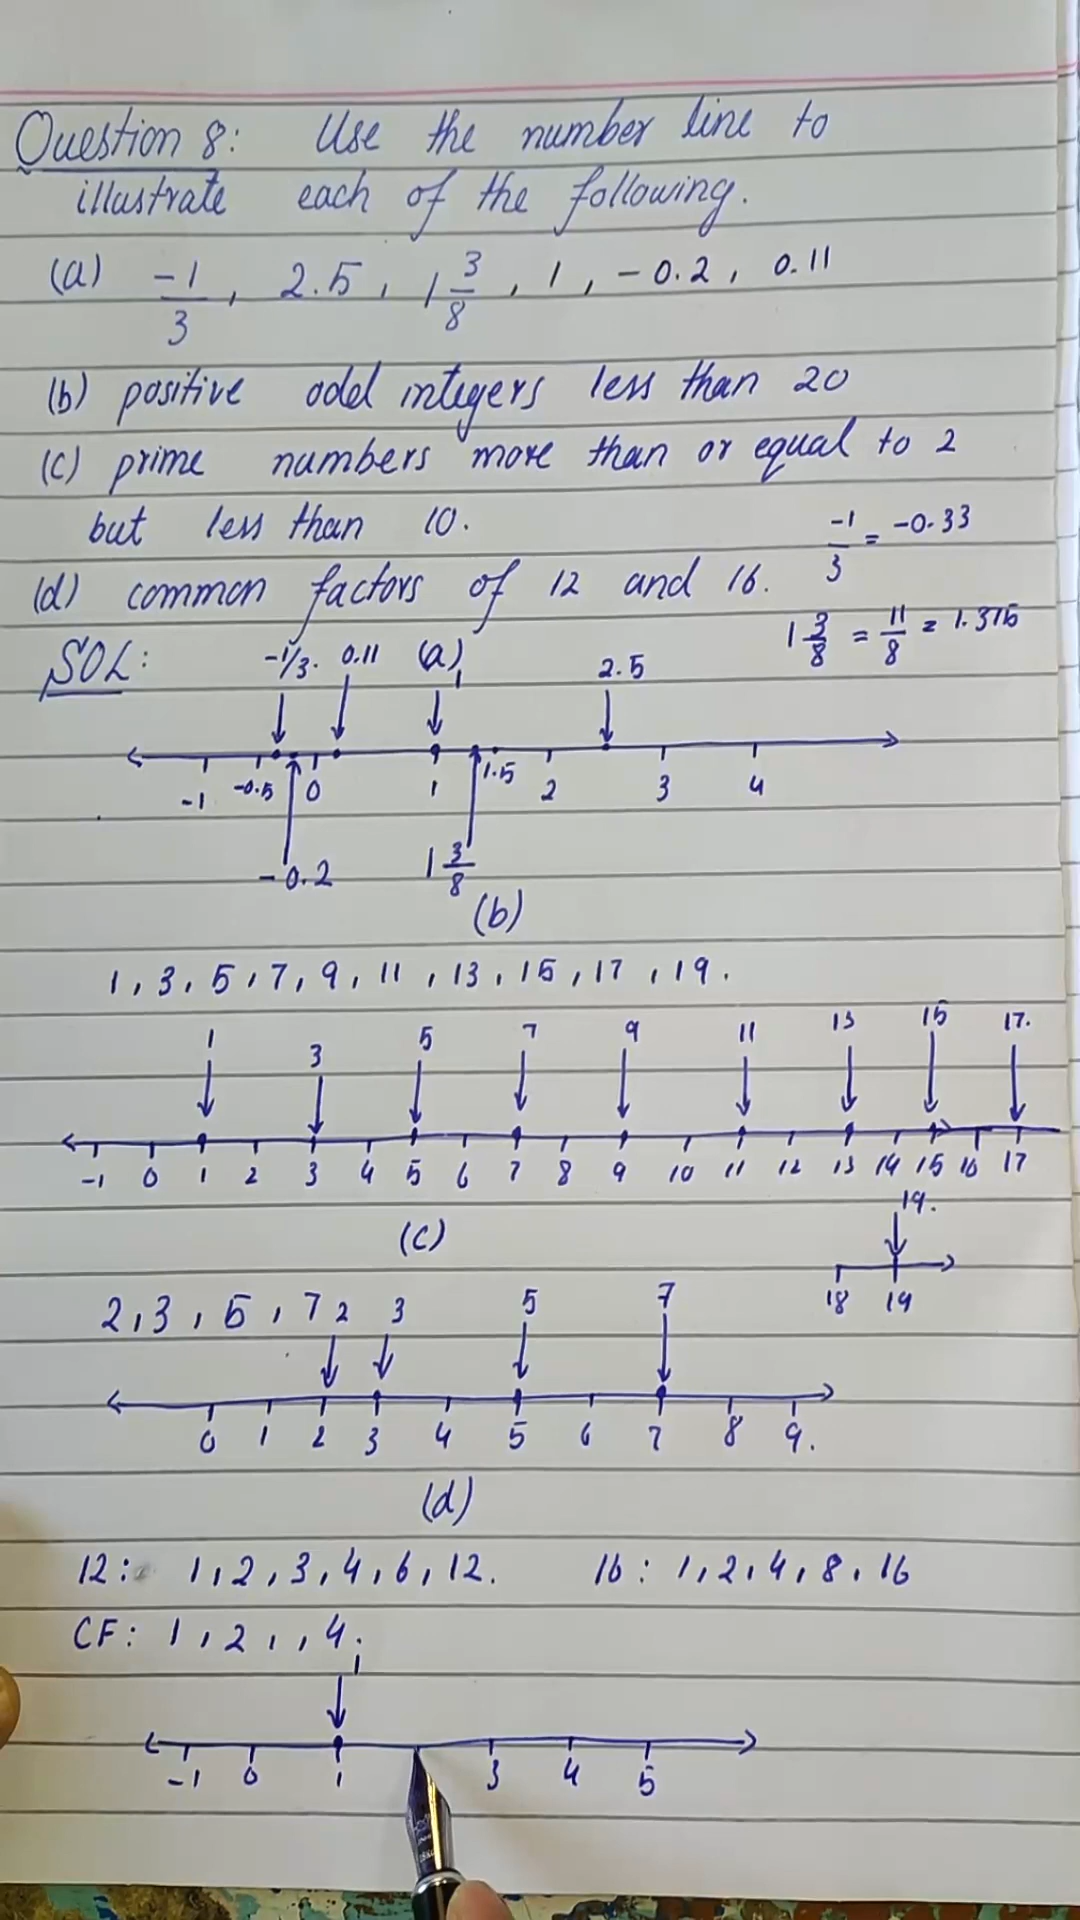 Question 8: Use the number line to
illustrate each of the following.
(a) -1/3, 2.5, 1 3/8, 1, -0.2, 0.11
(b) positive odd integers less than 20
(c) prime numbers more than or equal to 2
but less than 10.
-1/3 = -0.33
(d) common factors of 12 and 16.
1 3/8 = 11/8 = 1.375
SOL: -1/3. 0.11 (a) 1 2.5
-1 -0.5 0 1 1.5 2 3 4
-0.2 1 3/8
(b)
1, 3, 5, 7, 9, 11, 13, 15, 17, 19.
1 3 5 7 9 11 13 15 17.
-1 0 1 2 3 4 5 6 7 8 9 10 11 12 13 14 15 16 17
19.
(c)
18 19
2, 3, 5, 7 2 3 5 7
0 1 2 3 4 5 6 7 8 9.
(d)
12: 1, 2, 3, 4, 6, 12. 16: 1, 2, 4, 8, 16
CF: 1, 2, , 4.
1
-1 0 1 3 4 5